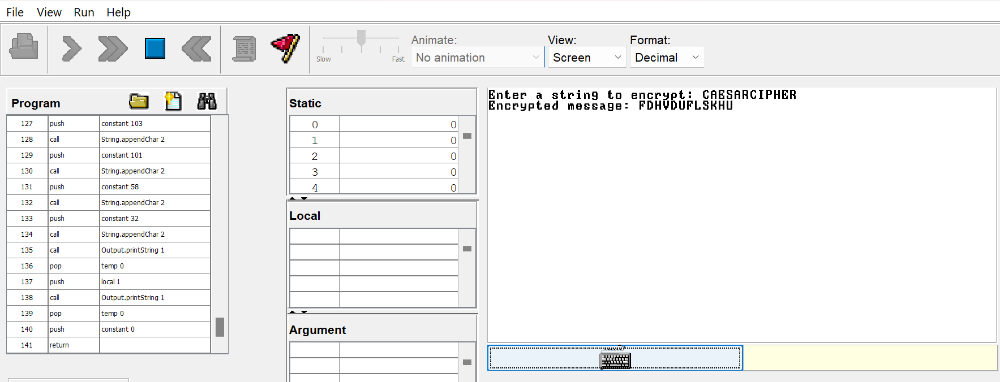 File View Run Help
Animate:
View:
Format:
Slow
Fast
No animation
Screen
Decimal
Program
127 push constant 103
128 call String.appendChar 2
129 push constant 101
130 call String.appendChar 2
131 push constant 58
132 call String.appendChar 2
133 push constant 32
134 call String.appendChar 2
135 call Output.printString 1
136 pop temp 0
137 push local 1
138 call Output.printString 1
139 pop temp 0
140 push constant 0
141 return
Static
0 0
1 0
2 0
3 0
4 0
Local
Argument
Enter a string to encrypt: CAESARCIPHER
Encrypted message: FDHVDUFLSKHU